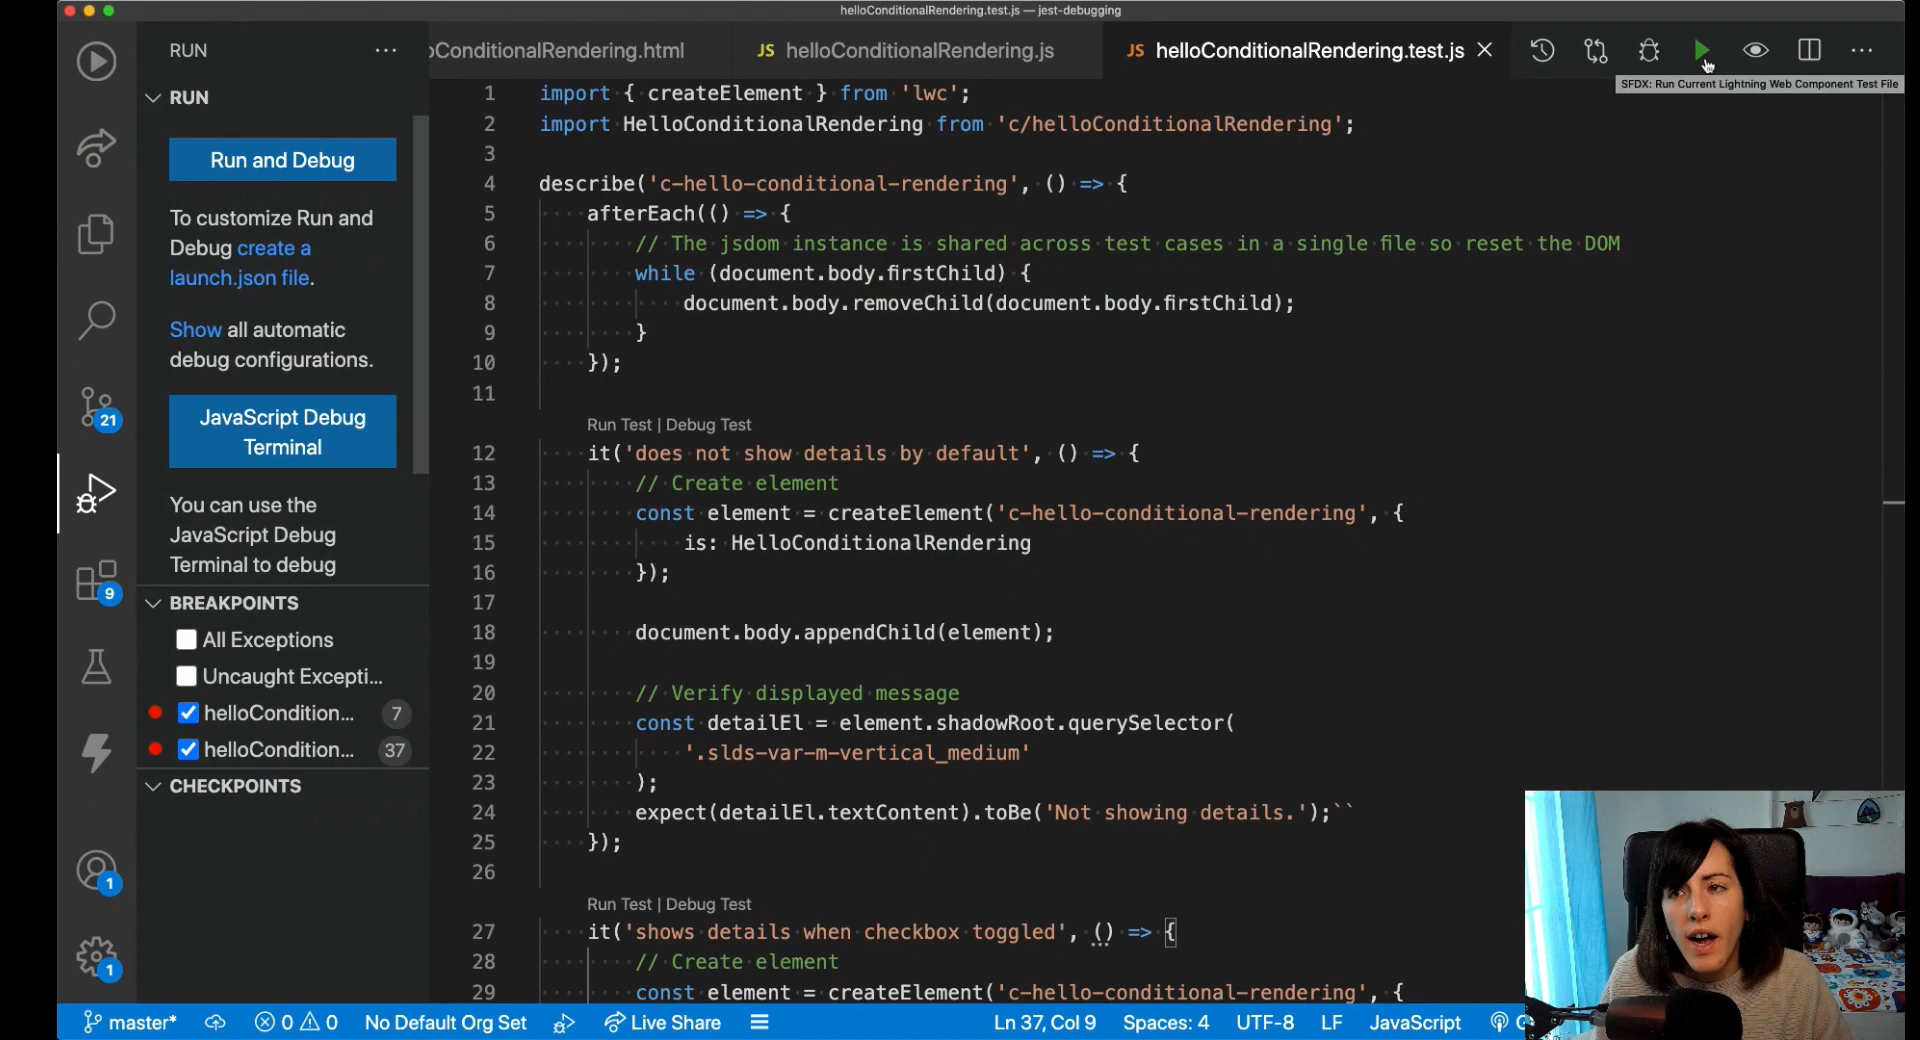 helloConditionalRendering.test.js — jest-debugging
RUN
···
oConditionalRendering.html
JS helloConditionalRendering.js
JS helloConditionalRendering.test.js
SFDX: Run Current Lightning Web Component Test File
RUN
Run and Debug
To customize Run and
Debug create a
launch.json file.
Show all automatic
debug configurations.
JavaScript Debug
Terminal
You can use the
JavaScript Debug
Terminal to debug
BREAKPOINTS
All Exceptions
Uncaught Excepti...
helloCondition... 7
helloCondition... 37
CHECKPOINTS
21
9
1
1
1 import { createElement } from 'lwc';
2 import HelloConditionalRendering from 'c/helloConditionalRendering';
3
4 describe('c-hello-conditional-rendering', () => {
5 afterEach(() => {
6 // The jsdom instance is shared across test cases in a single file so reset the DOM
7 while (document.body.firstChild) {
8 document.body.removeChild(document.body.firstChild);
9 }
10 });
11
Run Test | Debug Test
12 it('does not show details by default', () => {
13 // Create element
14 const element = createElement('c-hello-conditional-rendering', {
15 is: HelloConditionalRendering
16 });
17
18 document.body.appendChild(element);
19
20 // Verify displayed message
21 const detailEl = element.shadowRoot.querySelector(
22 '.slds-var-m-vertical_medium'
23 );
24 expect(detailEl.textContent).toBe('Not showing details.');``
25 });
26
Run Test | Debug Test
27 it('shows details when checkbox toggled', () => {
28 // Create element
29 const element = createElement('c-hello-conditional-rendering', {
master* 0 0 No Default Org Set Live Share Ln 37, Col 9 Spaces: 4 UTF-8 LF JavaScript